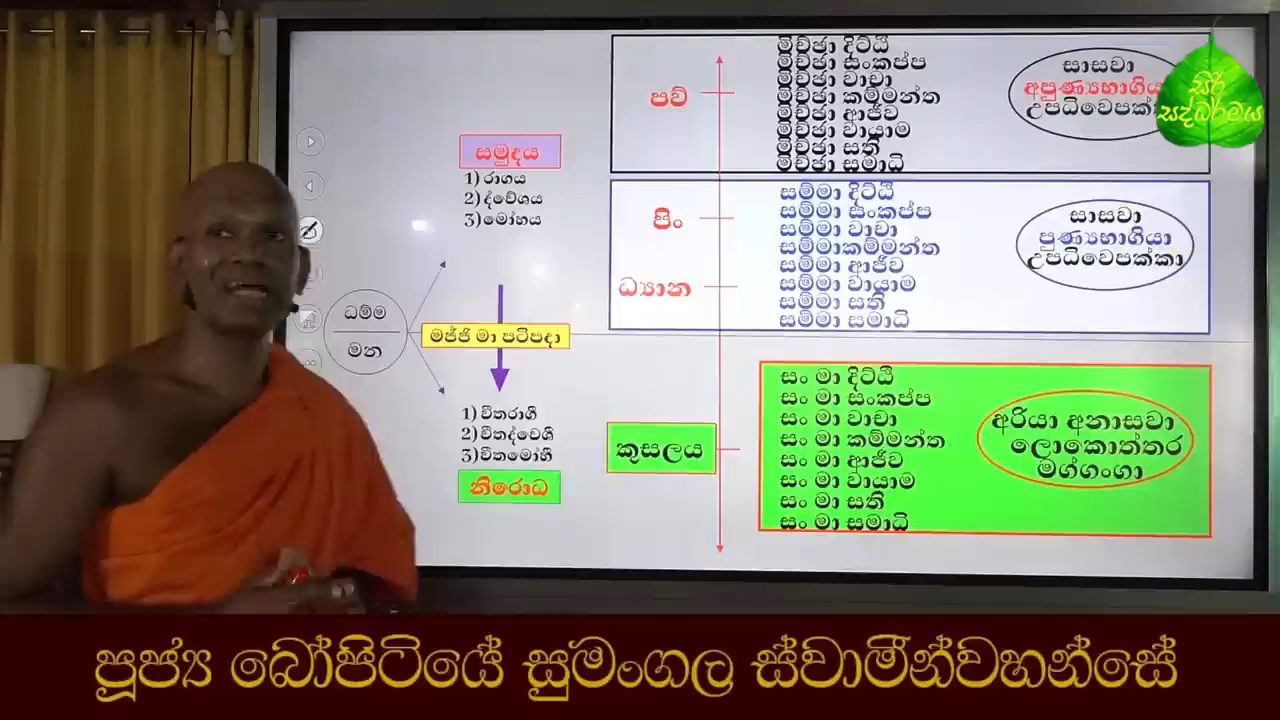 පව්
මිච්ඡා දිට්ඨි
මිච්ඡා සංකප්ප
මිච්ඡා වාචා
මිච්ඡා කම්මන්ත
මිච්ඡා ආජීව
මිච්ඡා වායාම
මිච්ඡා සති
මිච්ඡා සමාධි
සාසවා
අපුණ්‍යභාගියා
උපධිවෙපක්කා
සිරි
සද්ධර්මය
සමුදය
1) රාගය
2) ද්වේශය
3) මෝහය
පිං
ධ්‍යාන
සම්මා දිට්ඨි
සම්මා සංකප්ප
සම්මා වාචා
සම්මාකම්මන්ත
සම්මා ආජීව
සම්මා වායාම
සම්මා සති
සම්මා සමාධි
සාසවා
පුණ්‍යභාගියා
උපධිවෙපක්කා
ධම්ම
මන
මජ්ජි මා පටිපදා
1) වීතරාගී
2) වීතද්වෙශී
3) වීතමෝහී
නිරෝධ
කුසලය
සං මා දිට්ඨි
සං මා සංකප්ප
සං මා වාචා
සං මා කම්මන්ත
සං මා ආජීව
සං මා වායාම
සං මා සති
සං මා සමාධි
අරියා අනාසවා
ලොකොත්තර
මග්ගංගා
පූජ්‍ය බෝපිටියේ සුමංගල ස්වාමීන්වහන්සේ